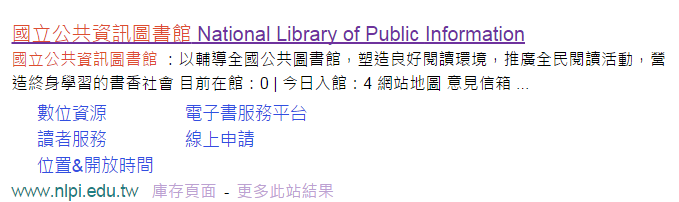 國立公共資訊圖書館 National Library of Public Information
國立公共資訊圖書館 ：以輔導全國公共圖書館，塑造良好閱讀環境，推廣全民閱讀活動，營
造終身學習的書香社會 目前在館：0 | 今日入館：4 網站地圖 意見信箱 ...
數位資源 電子書服務平台
讀者服務 線上申請
位置&開放時間
www.nlpi.edu.tw 庫存頁面 - 更多此站結果